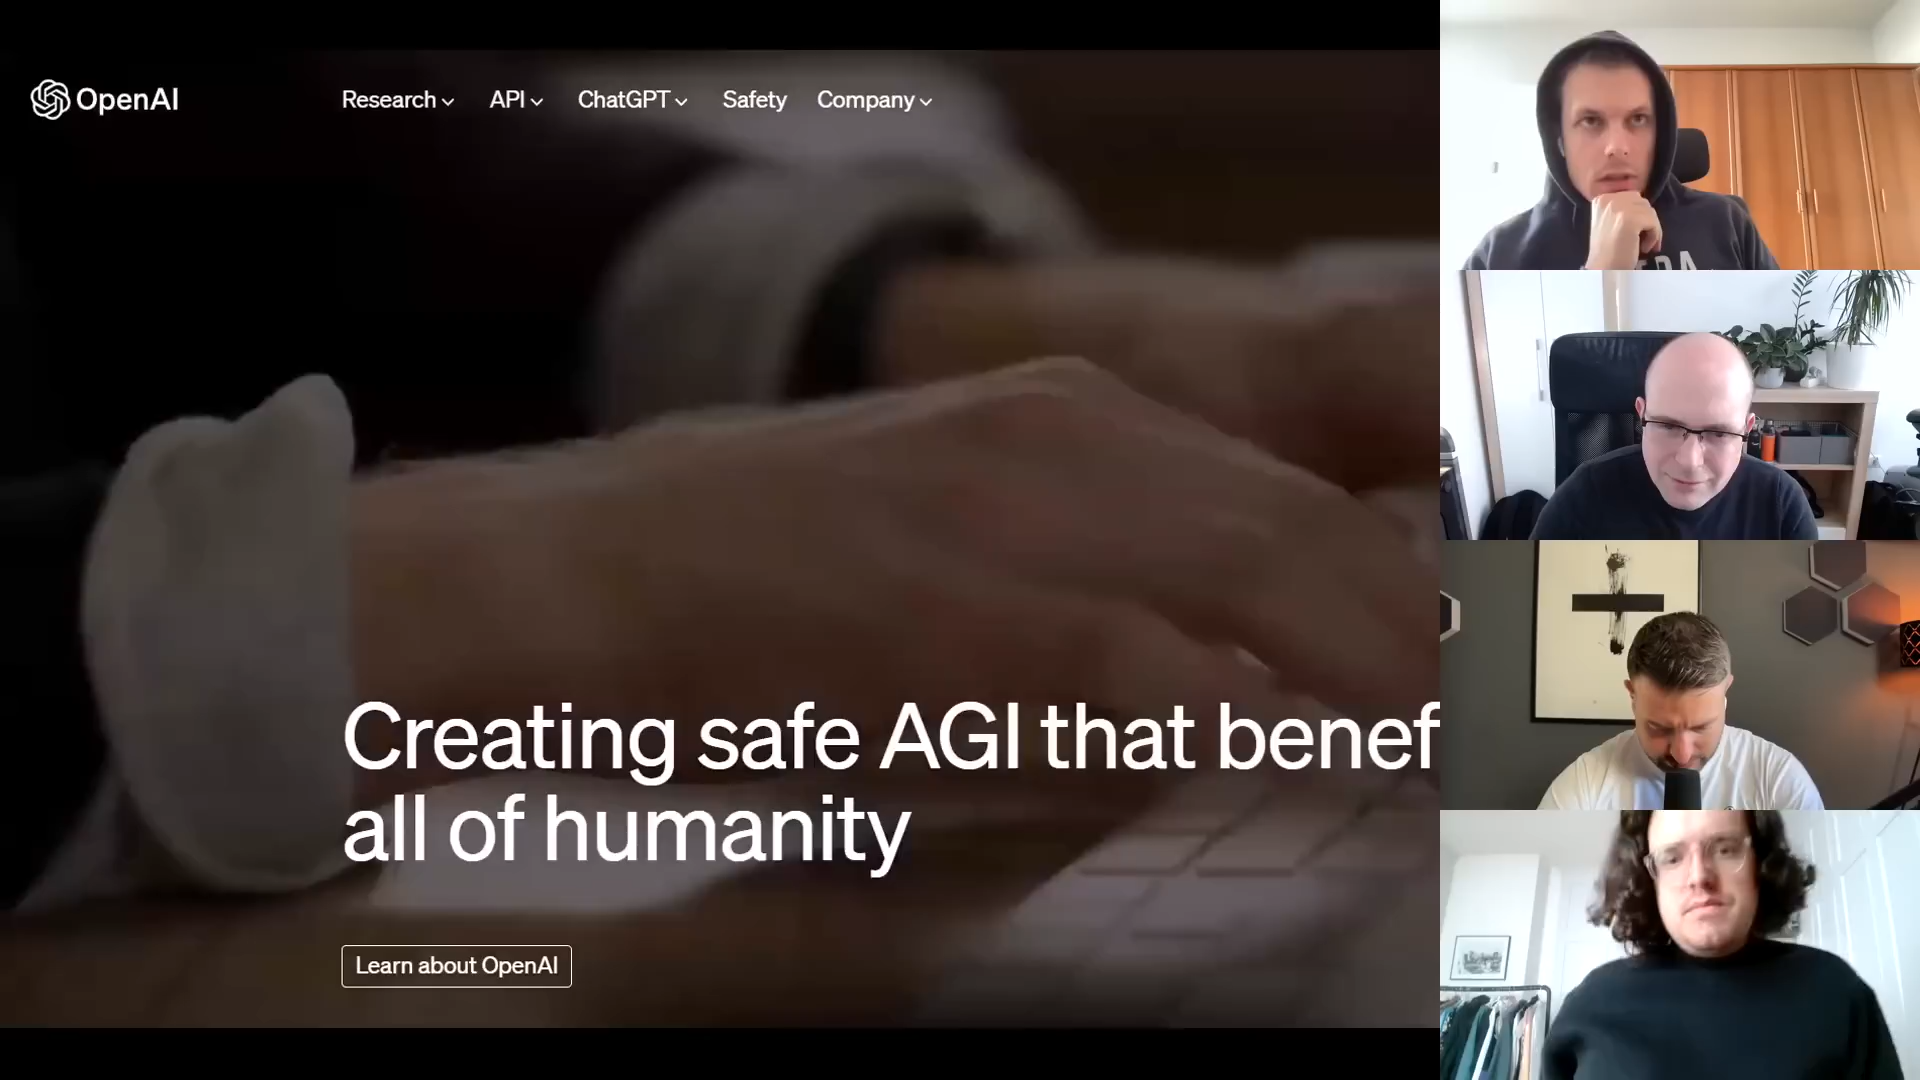 OpenAI
Research API ChatGPT Safety Company
Creating safe AGI that benef
all of humanity
Learn about OpenAI